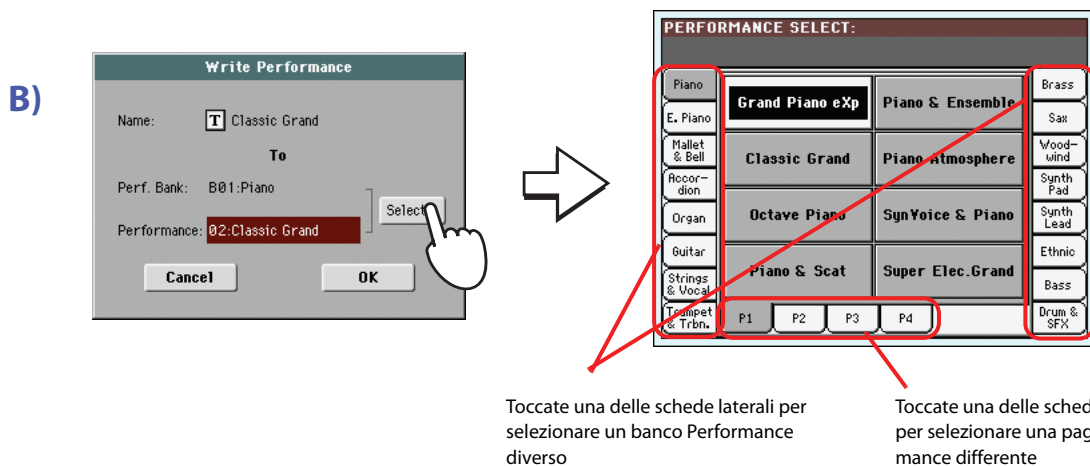 B)
Write Performance
Name: T Classic Grand
To
Perf. Bank: B01:Piano
Performance: 02:Classic Grand
Select
Cancel OK
PERFORMANCE SELECT:
Piano
E. Piano
Mallet
& Bell
Accor-
dion
Organ
Guitar
Strings
& Vocal
Trumpet
& Trbn.
Grand Piano eXp Piano & Ensemble
Classic Grand Piano Atmosphere
Octave Piano SynVoice & Piano
Piano & Scat Super Elec.Grand
P1 P2 P3 P4
Brass
Sax
Wood-
wind
Synth
Pad
Synth
Lead
Ethnic
Bass
Drum &
SFX
Toccate una delle schede laterali per
selezionare un banco Performance
diverso
Toccate una delle sched
per selezionare una pag
mance differente